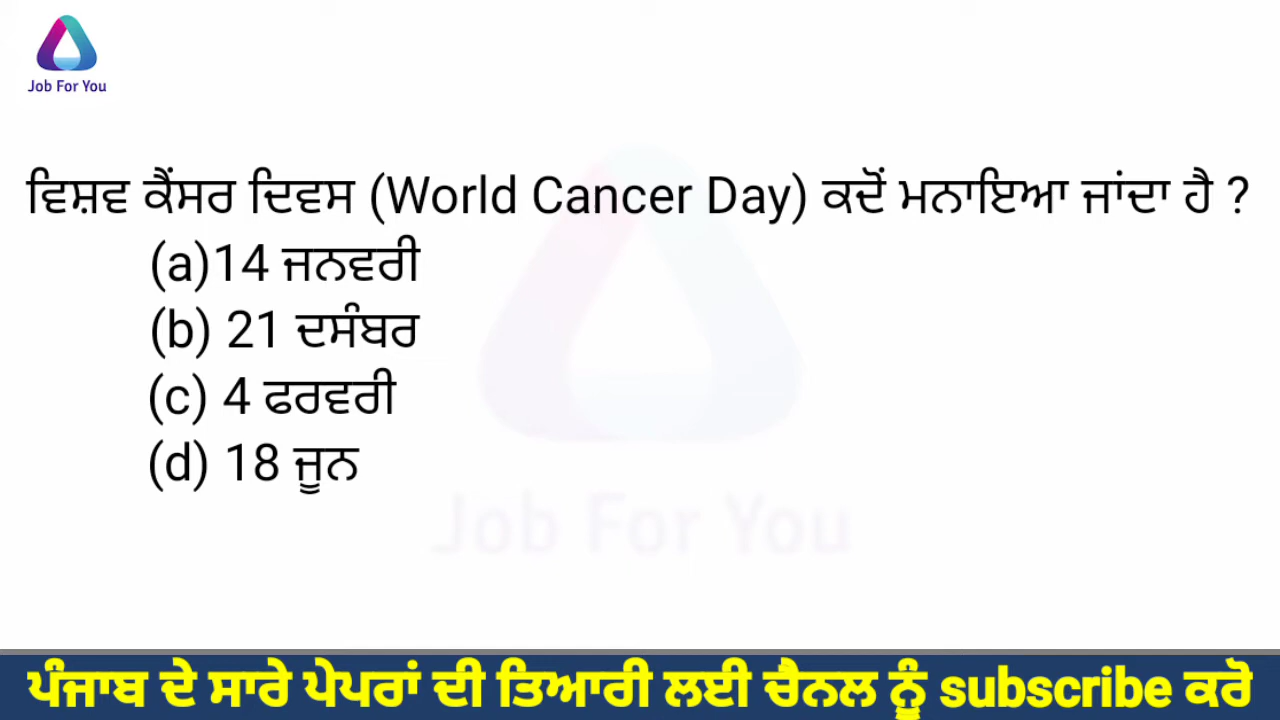 Job For You
ਵਿਸ਼ਵ ਕੈਂਸਰ ਦਿਵਸ (World Cancer Day) ਕਦੋਂ ਮਨਾਇਆ ਜਾਂਦਾ ਹੈ ?
(a)14 ਜਨਵਰੀ
(b) 21 ਦਸੰਬਰ
(c) 4 ਫਰਵਰੀ
(d) 18 ਜੂਨ
Job For You
ਪੰਜਾਬ ਦੇ ਸਾਰੇ ਪੇਪਰਾਂ ਦੀ ਤਿਆਰੀ ਲਈ ਚੈਨਲ ਨੂੰ subscribe ਕਰੋ